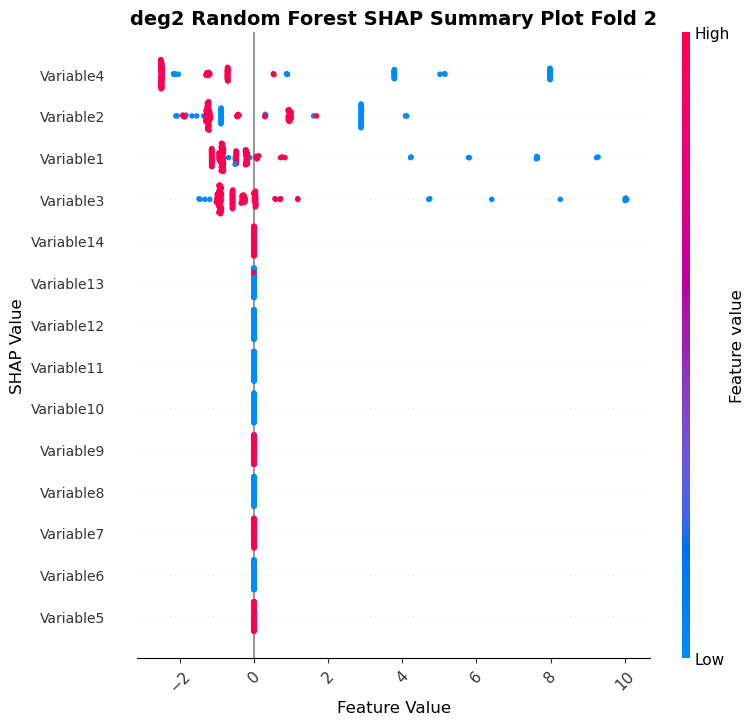 deg2 Random Forest SHAP Summary Plot Fold 2
High
Variable4
Variable2
Variable1
Variable3
Variable14
Variable13
Variable12
Variable11
Variable10
Variable9
Variable8
Variable7
Variable6
Variable5
SHAP Value
Feature value
Low
−2
0
2
4
6
8
10
Feature Value